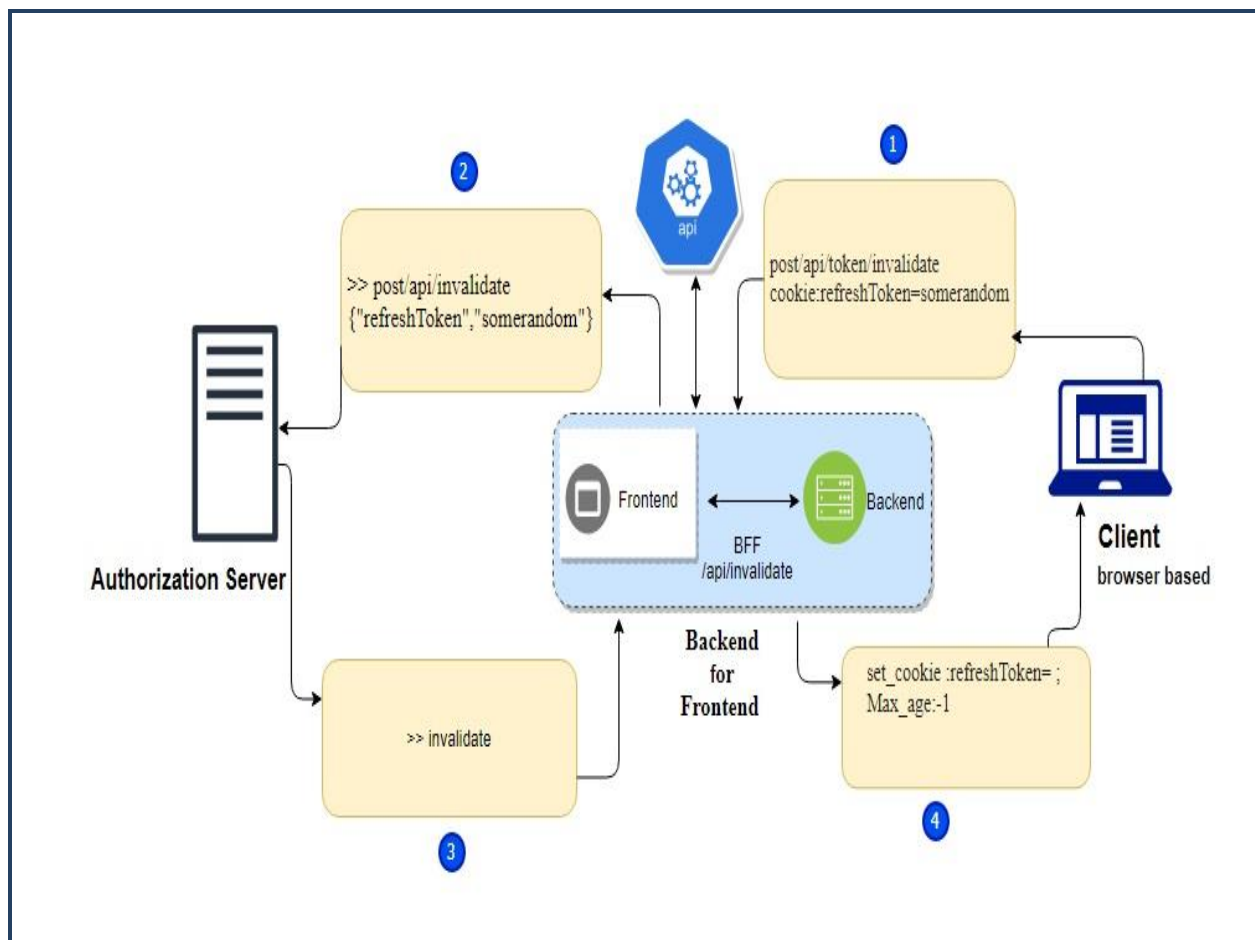 1
post/api/token/invalidate
cookie:refreshToken=somerandom
2
>> post/api/invalidate
{"refreshToken","somerandom"}
api
Frontend
Backend
BFF
/api/invalidate
Authorization Server
Client
browser based
Backend
for
Frontend
>> invalidate
3
set_cookie :refreshToken= ;
Max_age:-1
4